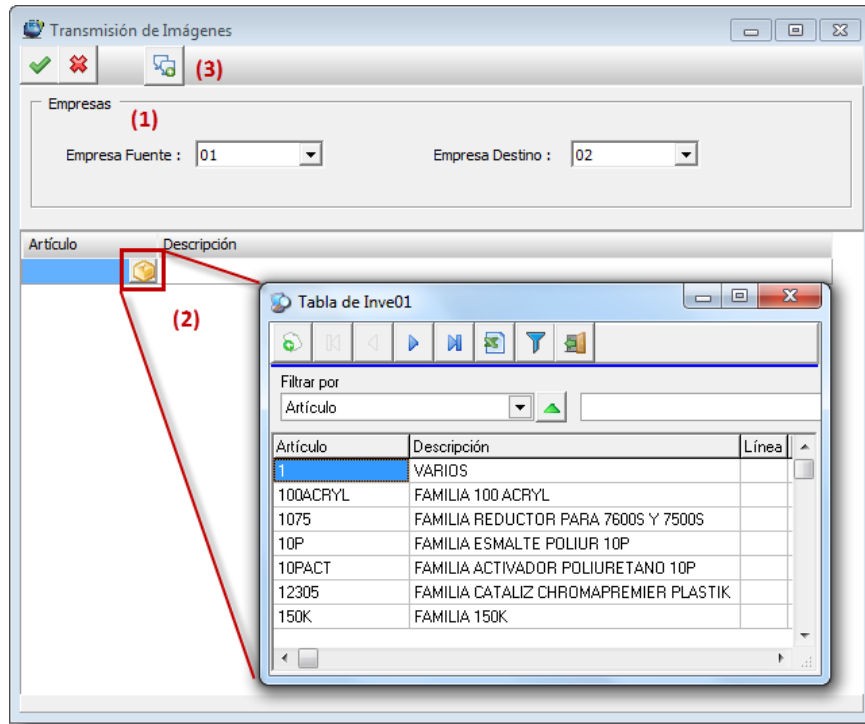 Transmisión de Imágenes
(3)
Empresas
(1)
Empresa Fuente : 01 Empresa Destino : 02
Artículo Descripción
(2)
Tabla de Inve01
Filtrar por
Artículo
Artículo Descripción Línea
1 VARIOS
100ACRYL FAMILIA 100 ACRYL
1075 FAMILIA REDUCTOR PARA 7600S Y 7500S
10P FAMILIA ESMALTE POLIUR 10P
10PACT FAMILIA ACTIVADOR POLIURETANO 10P
12305 FAMILIA CATALIZ CHROMAPREMIER PLASTIK
150K FAMILIA 150K